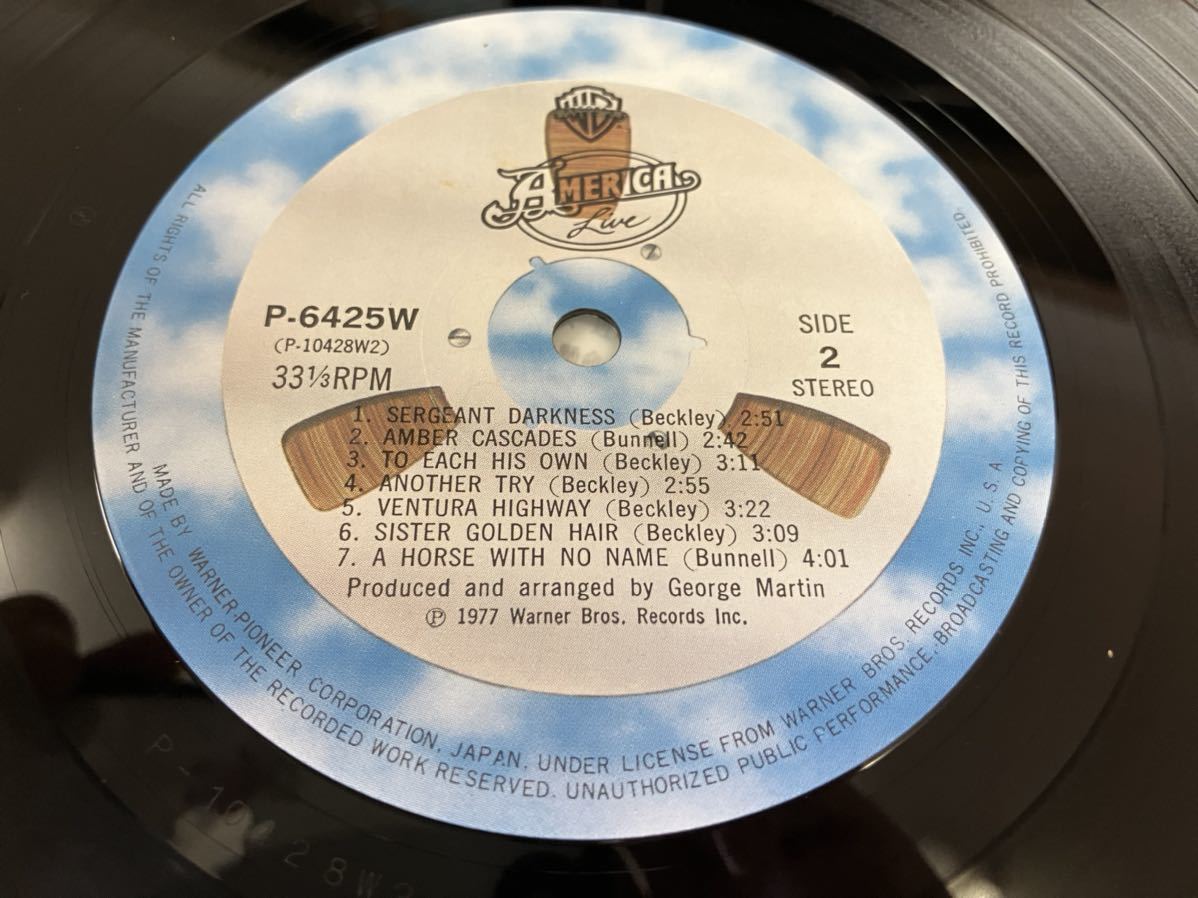 WB
AMERICA
Live
P-6425W
(P-10428W2)
33⅓RPM
SIDE
2
STEREO
1. SERGEANT DARKNESS (Beckley) 2:51
2. AMBER CASCADES (Bunnell) 2:42
3. TO EACH HIS OWN (Beckley) 3:11
4. ANOTHER TRY (Beckley) 2:55
5. VENTURA HIGHWAY (Beckley) 3:22
6. SISTER GOLDEN HAIR (Beckley) 3:09
7. A HORSE WITH NO NAME (Bunnell) 4:01
Produced and arranged by George Martin
Ⓟ 1977 Warner Bros. Records Inc.
MADE BY WARNER-PIONEER CORPORATION, JAPAN, UNDER LICENSE FROM WARNER BROS. RECORDS INC., U.S.A
ALL RIGHTS OF THE MANUFACTURER AND OF THE OWNER OF THE RECORDED WORK RESERVED. UNAUTHORIZED PUBLIC PERFORMANCE, BROADCASTING AND COPYING OF THIS RECORD PROHIBITED.